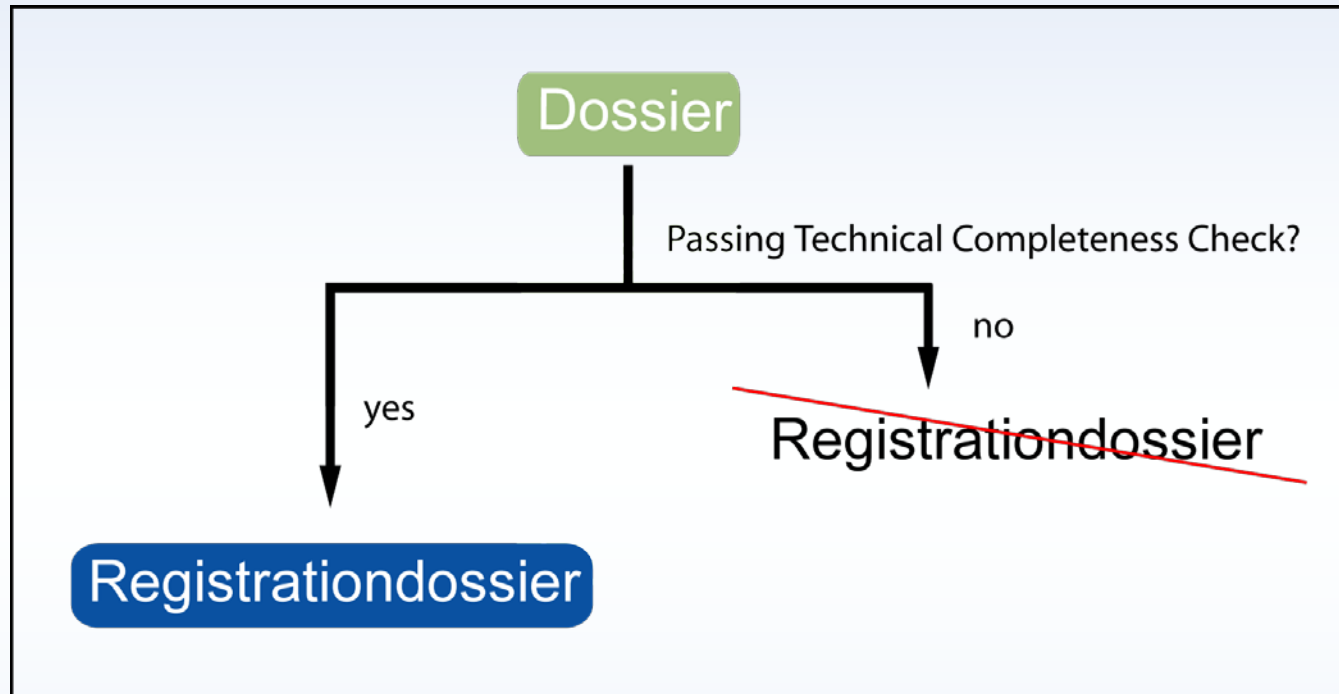 Dossier
Passing Technical Completeness Check?
no
yes
Registrationdossier
Registrationdossier